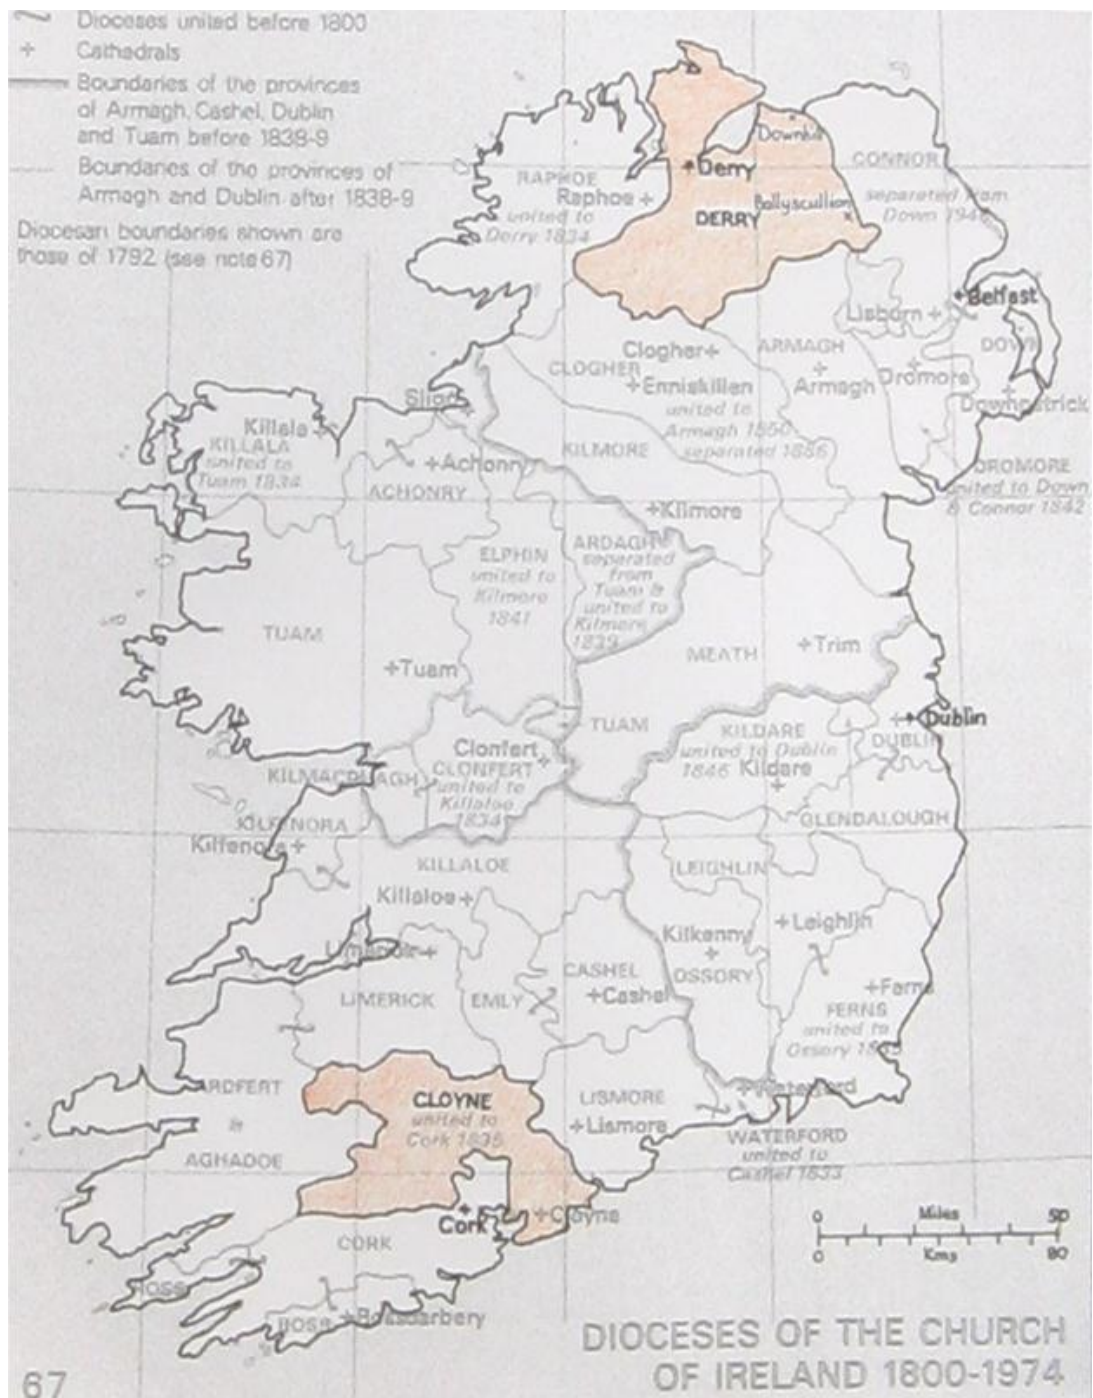 Dioceses united before 1800
Cathedrals
Boundaries of the provinces
of Armagh, Cashel, Dublin
and Tuam before 1838-9
Boundaries of the provinces of
Armagh and Dublin after 1838-9
Diocesan boundaries shown are
those of 1792 (see note 67)
Downhill
CONNOR
separated from
Down 1944
RAPHOE
Raphoe
united to
Derry 1834
Derry
DERRY
Ballyscullion
Belfast
Lisburn
DOWN
Clogher
CLOGHER
Enniskillen
united to
Armagh 1850
separated 1886
ARMAGH
Armagh
Dromore
Downpatrick
DROMORE
united to Down
& Connor 1842
Sligo
Killala
KILLALA
united to
Tuam 1834
Achonry
ACHONRY
KILMORE
Kilmore
ELPHIN
united to
Kilmore
1841
ARDAGH
separated
from
Tuam &
united to
Kilmore
1839
TUAM
Tuam
MEATH
Trim
TUAM
KILDARE
united to Dublin
1846 Kildare
Dublin
DUBLIN
Clonfert
CLONFERT
united to
Killaloe
1834
KILMACDUAGH
KILFENORA
Kilfenora
GLENDALOUGH
KILLALOE
Killaloe
LEIGHLIN
Leighlin
Kilkenny
OSSORY
Limerick
LIMERICK
EMLY
CASHEL
Cashel
Ferns
FERNS
united to
Ossory 1835
ARDFERT
AGHADOE
CLOYNE
united to
Cork 1835
LISMORE
Lismore
Waterford
WATERFORD
united to
Cashel 1833
Cork
Cloyne
CORK
ROSS
ROSS
Rosscarbery
0 Miles 50
0 Kms 80
DIOCESES OF THE CHURCH
OF IRELAND 1800-1974
67